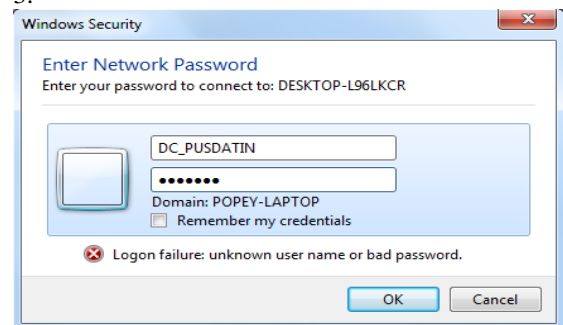 Windows Security
Enter Network Password
Enter your password to connect to: DESKTOP-L96LKCR
DC_PUSDATIN
●●●●●●●
Domain: POPEY-LAPTOP
Remember my credentials
Logon failure: unknown user name or bad password.
OK Cancel